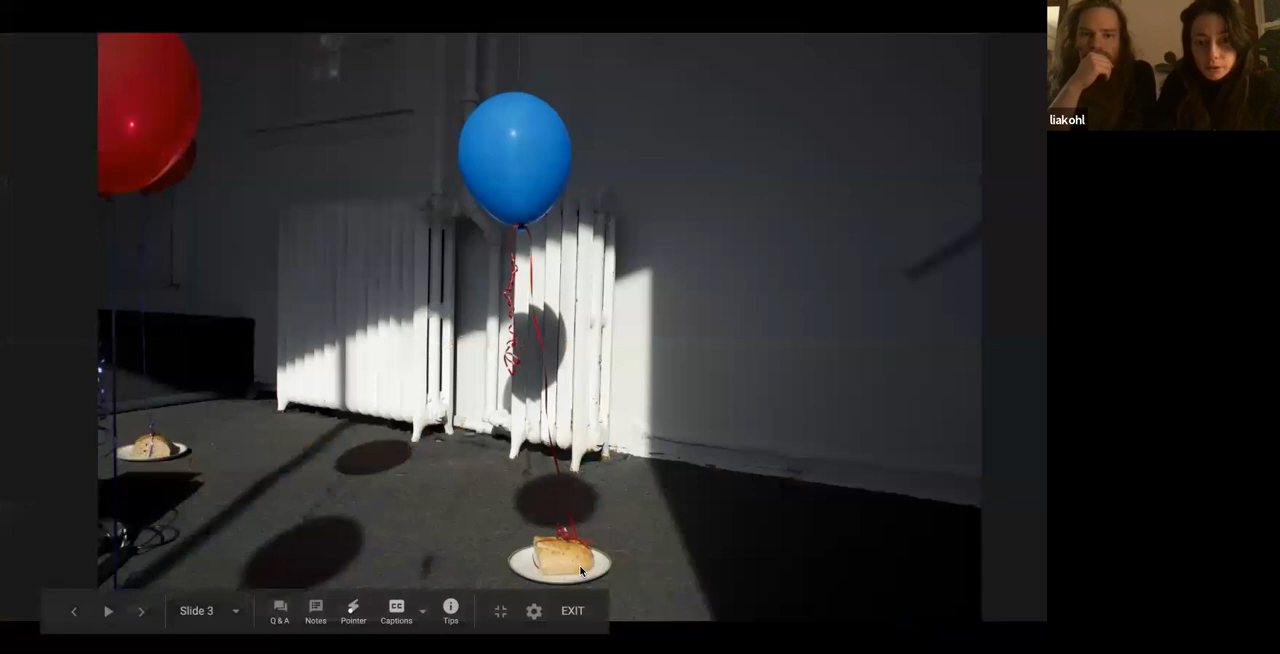 liakohl
Slide 3
Q & A
Notes
Pointer
CC
Captions
Tips
EXIT